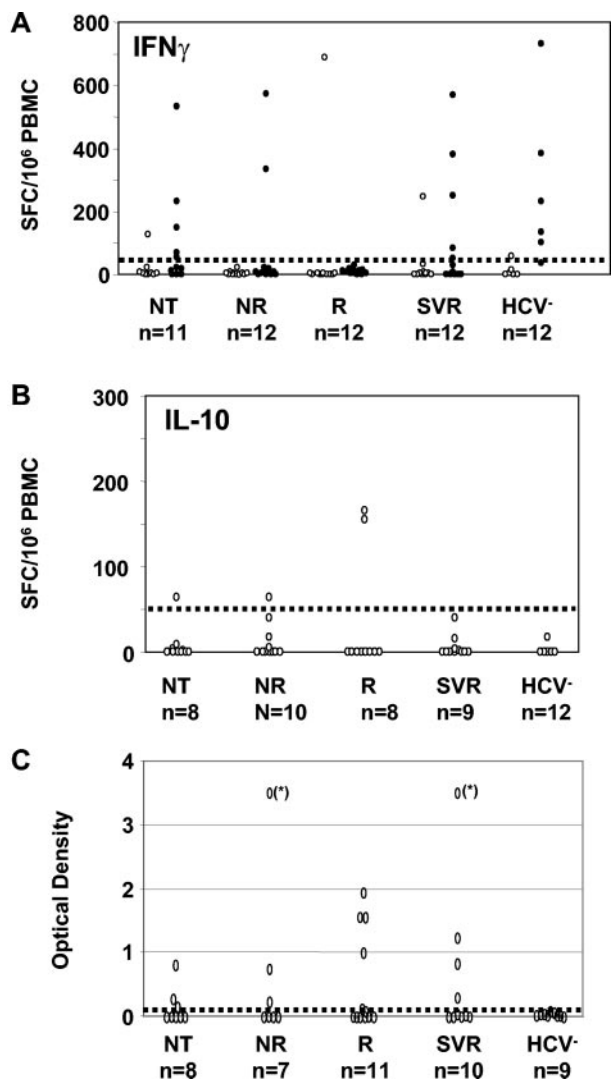 A
IFNγ
SFC/10⁶ PBMC
800
600
400
200
0
NT NR R SVR HCV⁻
n=11 n=12 n=12 n=12 n=12
B
IL-10
SFC/10⁶ PBMC
300
200
100
0
NT NR R SVR HCV⁻
n=8 N=10 n=8 n=9 n=12
C
Optical Density
4
3
2
1
0
(*) (*)
NT NR R SVR HCV⁻
n=8 n=7 n=11 n=10 n=9